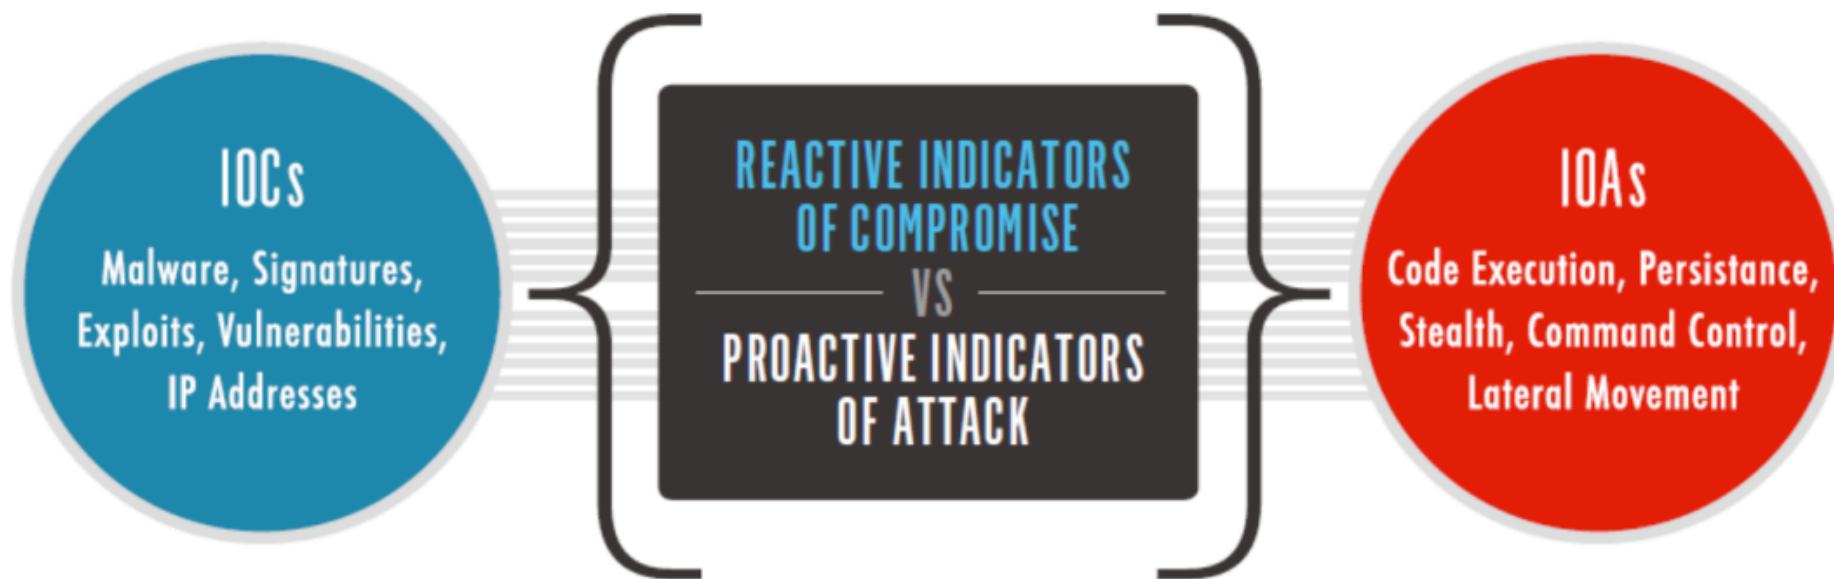 IOCs
Malware, Signatures,
Exploits, Vulnerabilities,
IP Addresses
REACTIVE INDICATORS
OF COMPROMISE
VS
PROACTIVE INDICATORS
OF ATTACK
IOAs
Code Execution, Persistance,
Stealth, Command Control,
Lateral Movement